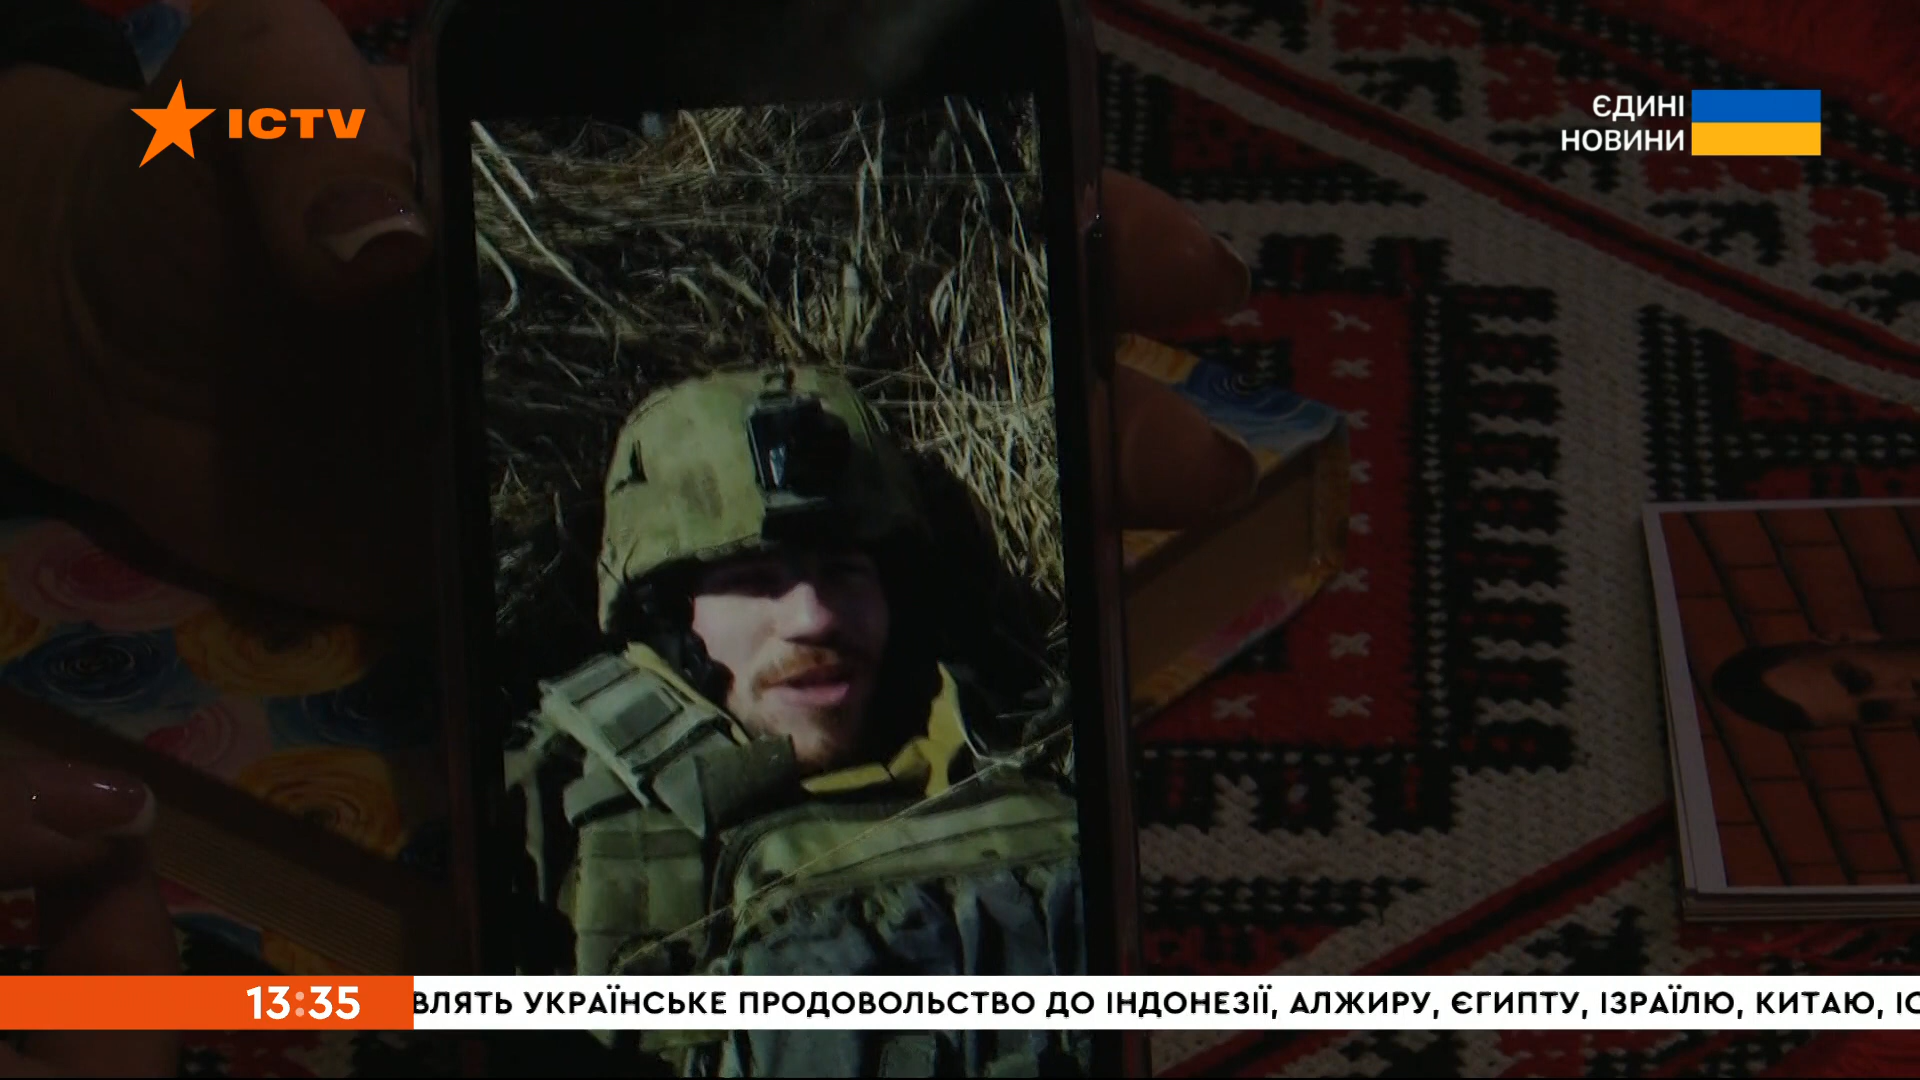 ICTV
ЄДИНІ
НОВИНИ
13:35
ВЛЯТЬ УКРАЇНСЬКЕ ПРОДОВОЛЬСТВО ДО ІНДОНЕЗІЇ, АЛЖИРУ, ЄГИПТУ, ІЗРАЇЛЮ, КИТАЮ,